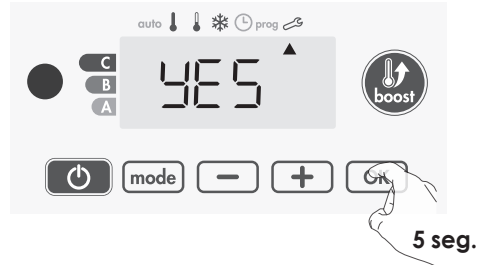 auto prog
C
B
A
YES
boost
mode − + OK
5 seg.